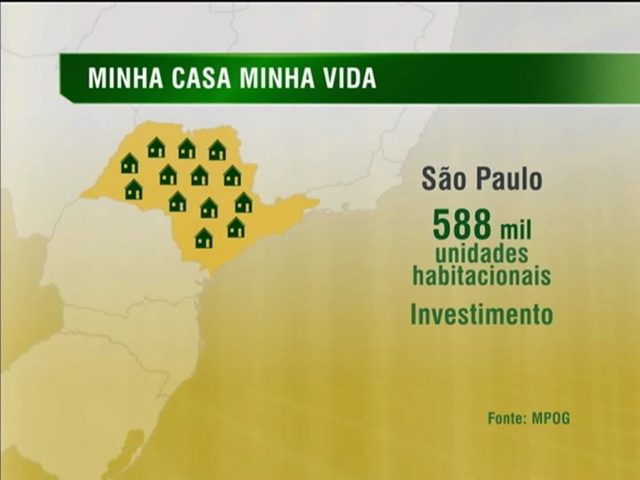 MINHA CASA MINHA VIDA
São Paulo
588 mil
unidades
habitacionais
Investimento
Fonte: MPOG